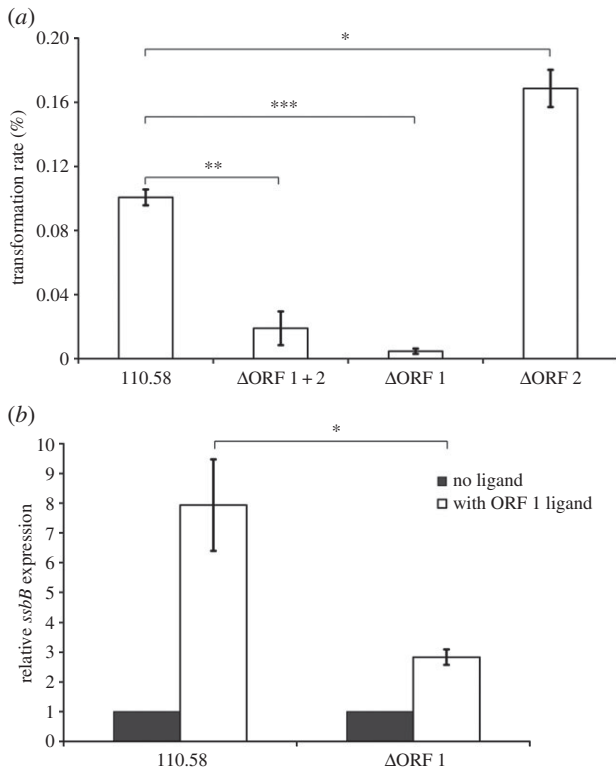 (a)
0.20
0.16
0.12
0.08
0.04
0
transformation rate (%)
*
***
**
110.58 ΔORF 1 + 2 ΔORF 1 ΔORF 2
(b)
10
9
8
7
6
5
4
3
2
1
0
relative ssbB expression
*
no ligand
with ORF 1 ligand
110.58 ΔORF 1